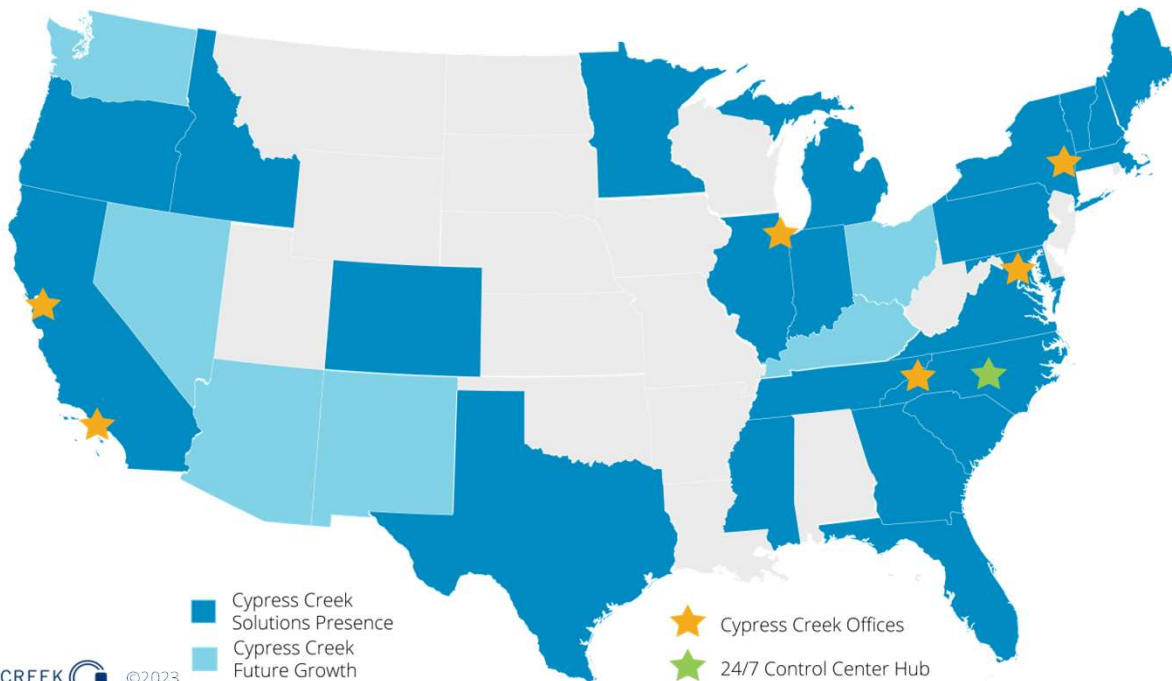 Cypress Creek
Solutions Presence
Cypress Creek
Future Growth
Cypress Creek Offices
24/7 Control Center Hub
CREEK
©2023